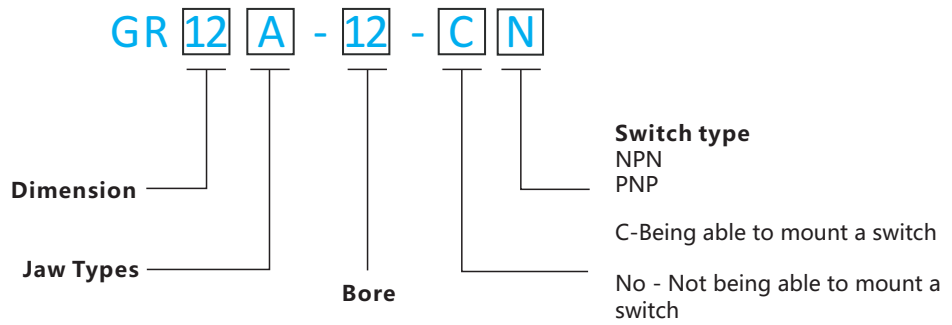 GR 12 A - 12 - C N
Switch type
NPN
PNP
Dimension
C-Being able to mount a switch
Jaw Types
Bore
No - Not being able to mount a
switch